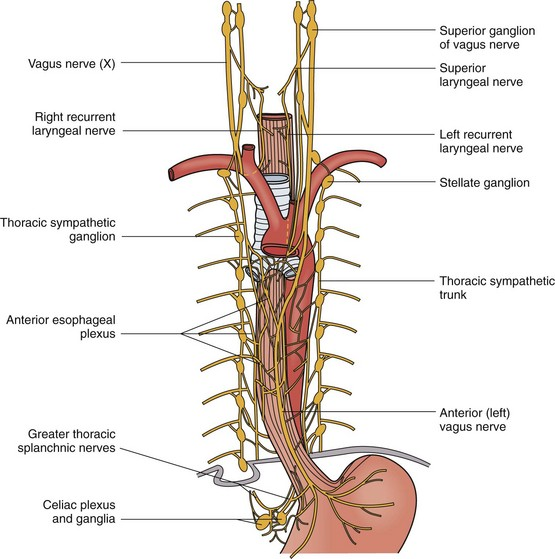 Superior ganglion
of vagus nerve
Vagus nerve (X)
Superior
laryngeal nerve
Right recurrent
laryngeal nerve
Left recurrent
laryngeal nerve
Stellate ganglion
Thoracic sympathetic
ganglion
Thoracic sympathetic
trunk
Anterior esophageal
plexus
Anterior (left)
vagus nerve
Greater thoracic
splanchnic nerves
Celiac plexus
and ganglia